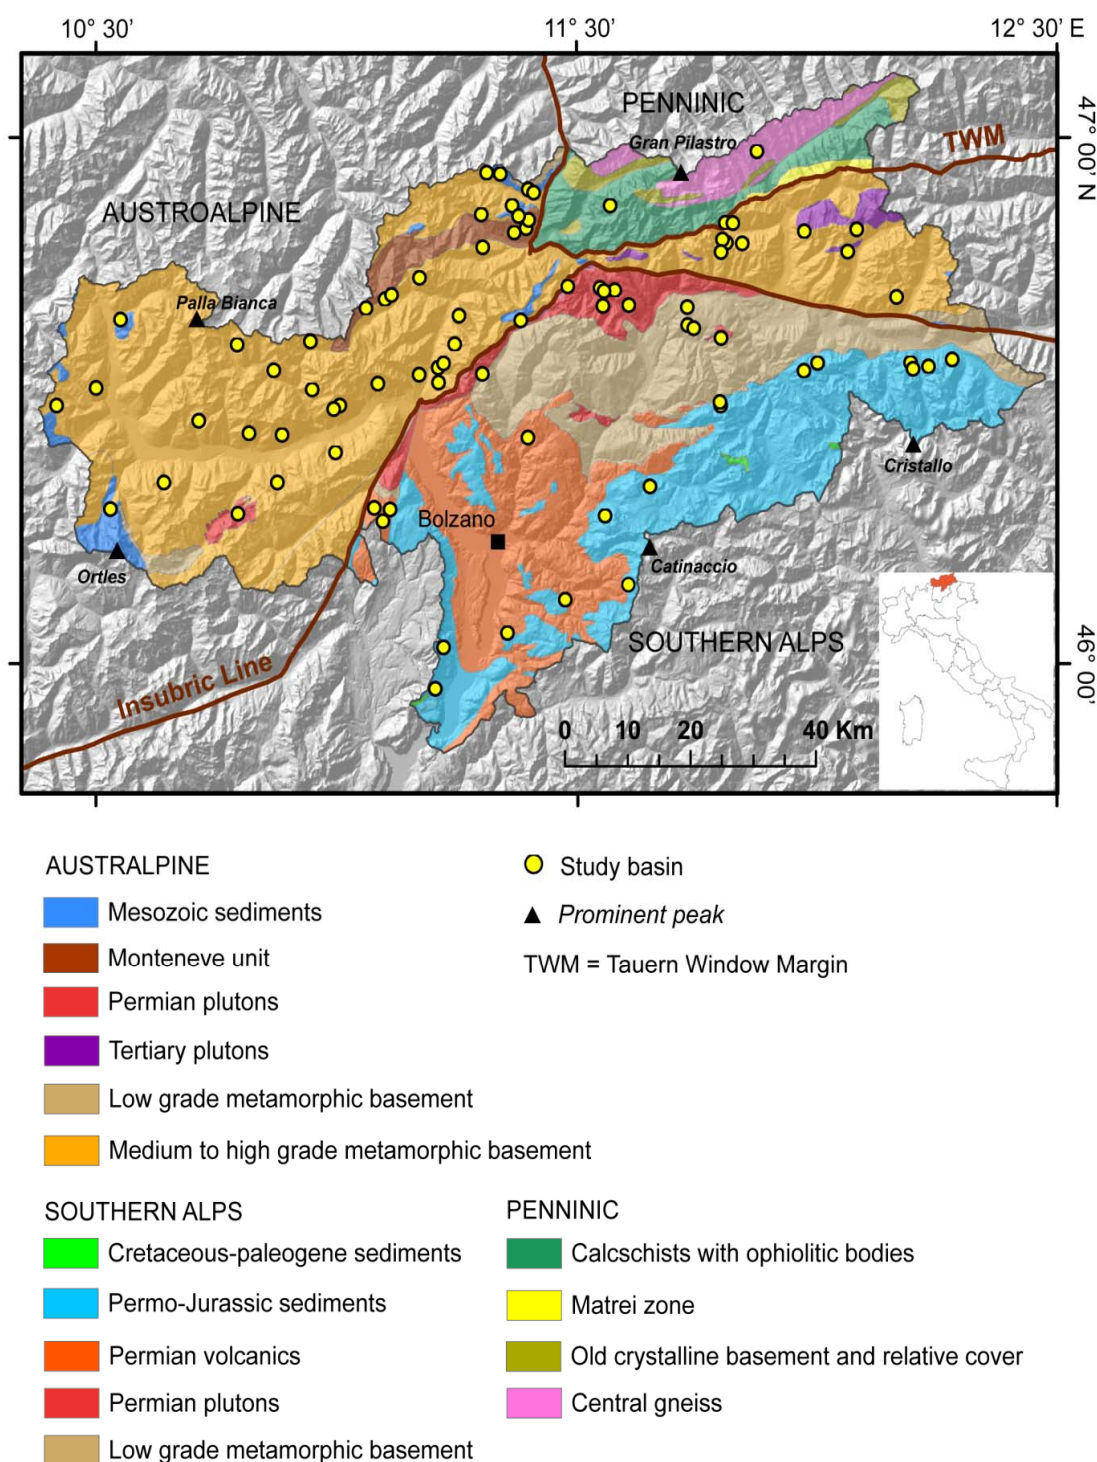 10° 30’ 11° 30’ 12° 30’ E
PENNINIC
Gran Pilastro
TWM
47° 00’ N
AUSTROALPINE
Palla Bianca
Cristallo
Bolzano
Ortles
Catinaccio
SOUTHERN ALPS
46° 00’
Insubric Line
0 10 20 40 Km
AUSTRALPINE
Mesozoic sediments
Monteneve unit
Permian plutons
Tertiary plutons
Low grade metamorphic basement
Medium to high grade metamorphic basement
Study basin
Prominent peak
TWM = Tauern Window Margin
SOUTHERN ALPS
Cretaceous-paleogene sediments
Permo-Jurassic sediments
Permian volcanics
Permian plutons
Low grade metamorphic basement
PENNINIC
Calcschists with ophiolitic bodies
Matrei zone
Old crystalline basement and relative cover
Central gneiss